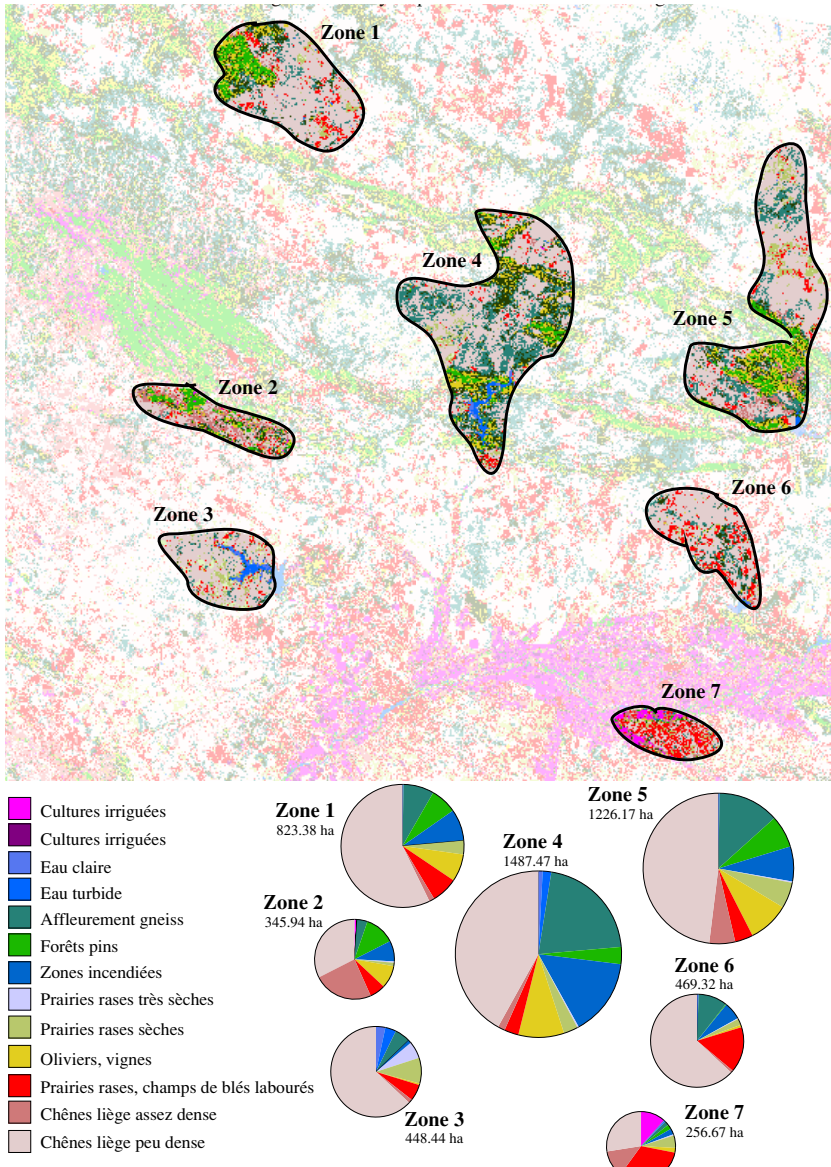 Zone 1
Zone 4
Zone 5
Zone 2
Zone 6
Zone 3
Zone 7
Cultures irriguées
Cultures irriguées
Eau claire
Eau turbide
Affleurement gneiss
Forêts pins
Zones incendiées
Prairies rases très sèches
Prairies rases sèches
Oliviers, vignes
Prairies rases, champs de blés labourés
Chênes liège assez dense
Chênes liège peu dense
Zone 1
823.38 ha
Zone 2
345.94 ha
Zone 3
448.44 ha
Zone 4
1487.47 ha
Zone 5
1226.17 ha
Zone 6
469.32 ha
Zone 7
256.67 ha